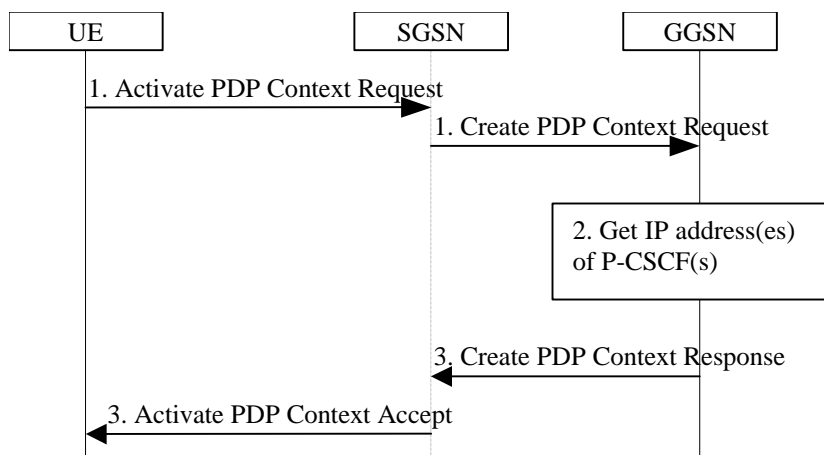 UE
SGSN
GGSN
1. Activate PDP Context Request
1. Create PDP Context Request
2. Get IP address(es)
of P-CSCF(s)
3. Create PDP Context Response
3. Activate PDP Context Accept